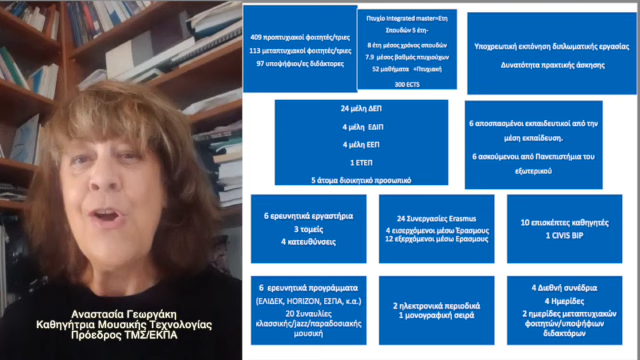 409 προπτυχιακοί φοιτητές/τριες
113 μεταπτυχιακοί φοιτητές/τριες
97 υποψήφιοι/ες διδάκτορες
Πτυχίο Integrated master=Ετη
Σπουδών 5 έτη-
8 έτη μέσος χρόνος σπουδών
7.9 μέσος βαθμος πτυχιούχων
52 μαθήματα +Πτυχιακή
300 ECTS
Υποχρεωτική εκπόνηση διπλωματικής εργασίας
Δυνατότητα πρακτικής άσκησης
24 μέλη ΔΕΠ
4 μέλη ΕΔΙΠ
4 μέλη ΕΕΠ
1 ΕΤΕΠ
5 άτομα διοικητικό προσωπικό
6 αποσπασμένοι εκπαιδευτικοί από την
μέση εκπαίδευση.
6 ασκούμενοι από Πανεπιστήμια του
εξωτερικού
6 ερευνητικά εργαστήρια
3 τομείς
4 κατευθύνσεις
24 Συνεργασίες Erasmus
4 εισερχόμενοι μέσω Έρασμους
12 εξερχόμενοι μέσω Ερασμους
10 επισκέπτες καθηγητές
1 CIVIS BIP
6 ερευνητικά προγράμματα
(ΕΛΙΔΕΚ, HORIZON, ΕΣΠΑ, κ.α.)
20 Συναυλίες
κλασσικής/jazz/παραδοσιακής
μουσική
2 ηλεκτρονικά περιοδικά
1 μονογραφική σειρά
4 Διεθνή συνέδρια
4 Ημερίδες
2 ημερίδες μεταπτυχιακών
φοιτητών/υποψήφιων
διδακτόρων
Αναστασία Γεωργάκη
Καθηγήτρια Μουσικής Τεχνολογίας
Πρόεδρος ΤΜΣ/ΕΚΠΑ